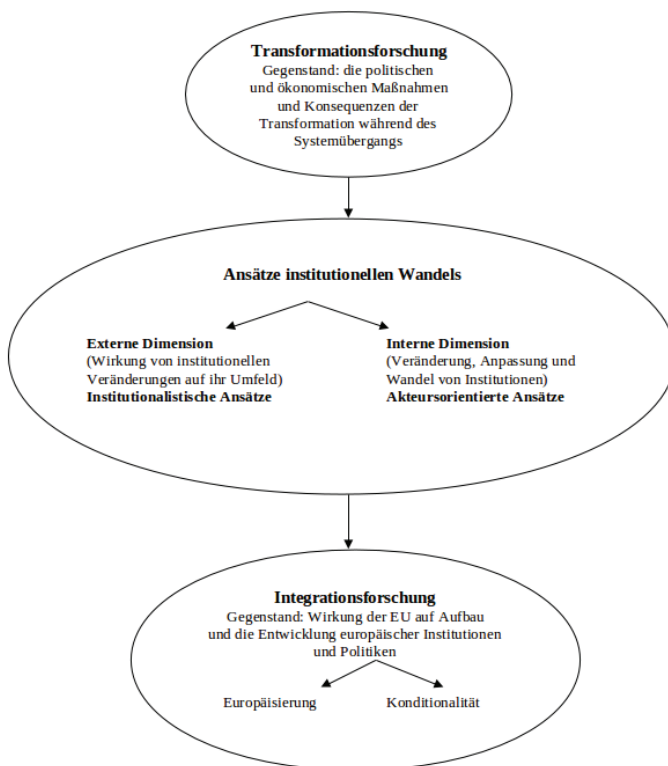 Transformationsforschung
Gegenstand: die politischen
und ökonomischen Maßnahmen
und Konsequenzen der
Transformation während des
Systemübergangs
Ansätze institutionellen Wandels
Externe Dimension
(Wirkung von institutionellen
Veränderungen auf ihr Umfeld)
Institutionalistische Ansätze
Interne Dimension
(Veränderung, Anpassung und
Wandel von Institutionen)
Akteursorientierte Ansätze
Integrationsforschung
Gegenstand: Wirkung der EU auf Aufbau
und die Entwicklung europäischer Institutionen
und Politiken
Europäisierung
Konditionalität